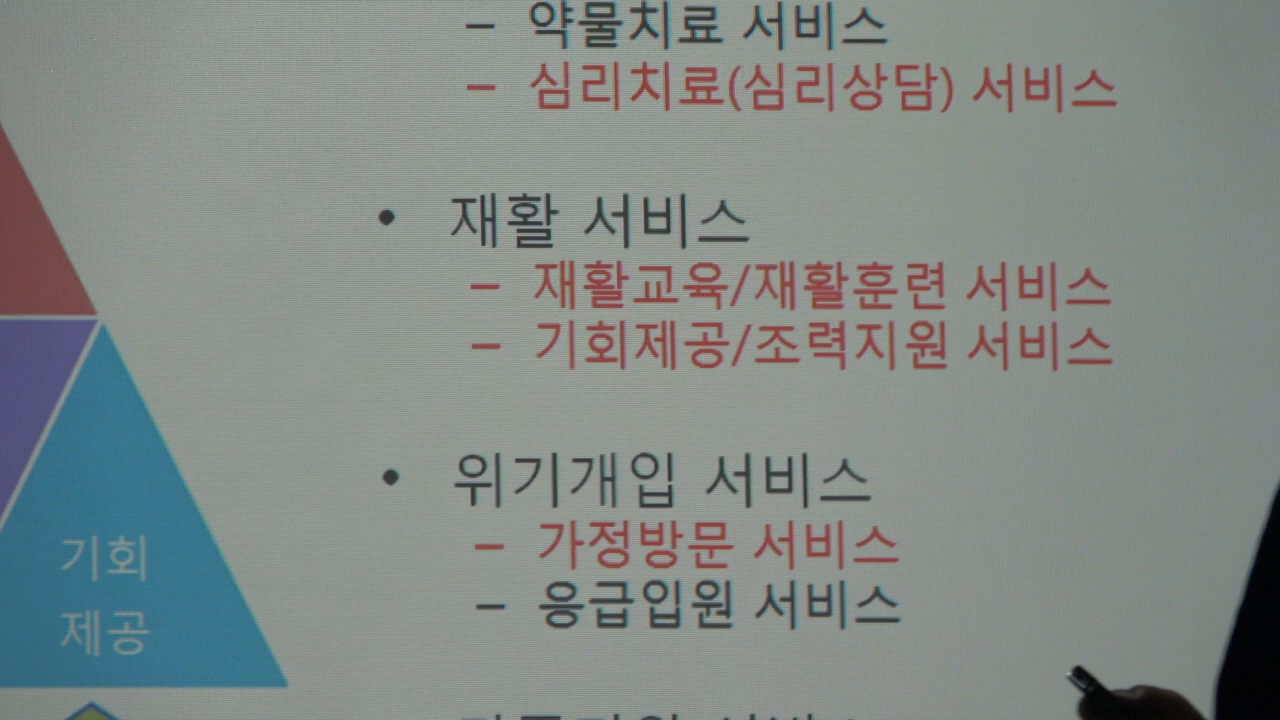 – 약물치료 서비스
– 심리치료(심리상담) 서비스
• 재활 서비스
– 재활교육/재활훈련 서비스
– 기회제공/조력지원 서비스
• 위기개입 서비스
– 가정방문 서비스
– 응급입원 서비스
기회
제공